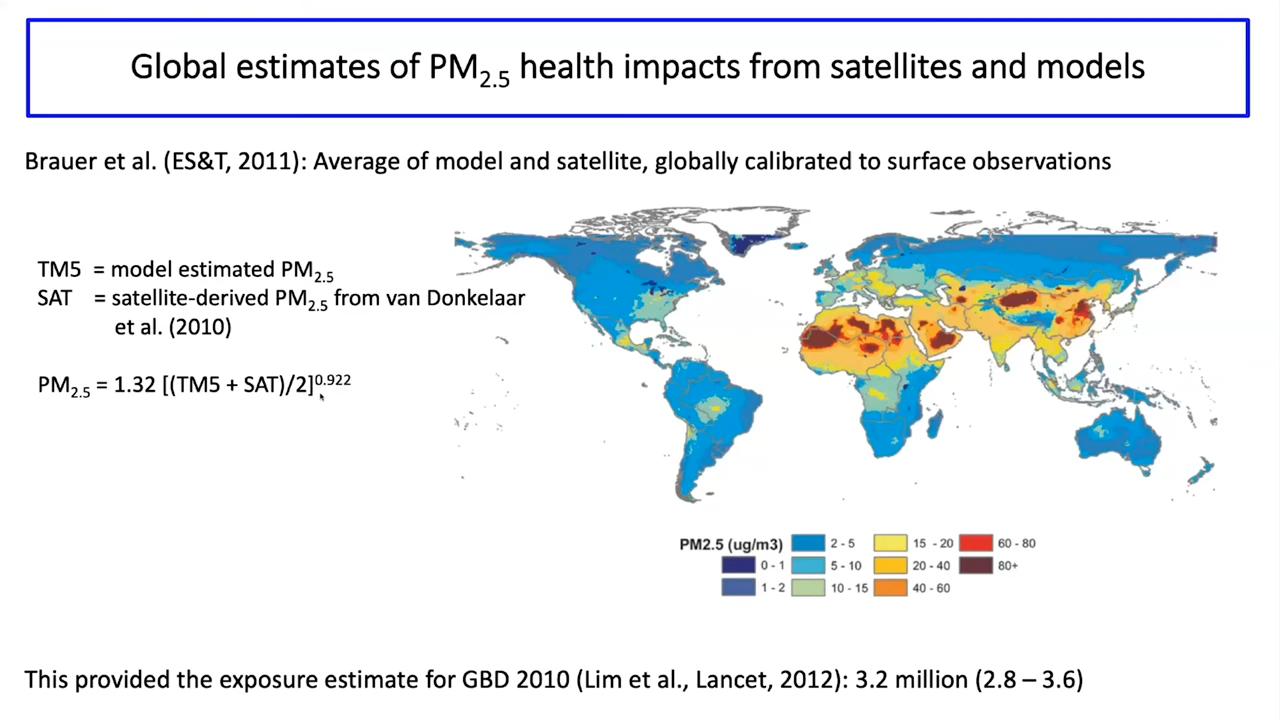 Global estimates of PM2.5 health impacts from satellites and models
Brauer et al. (ES&T, 2011): Average of model and satellite, globally calibrated to surface observations
TM5 = model estimated PM2.5
SAT = satellite-derived PM2.5 from van Donkelaar
et al. (2010)
PM2.5 = 1.32 [(TM5 + SAT)/2]^0.922
PM2.5 (ug/m3)
0 - 1
1 - 2
2 - 5
5 - 10
10 - 15
15 - 20
20 - 40
40 - 60
60 - 80
80+
This provided the exposure estimate for GBD 2010 (Lim et al., Lancet, 2012): 3.2 million (2.8 – 3.6)